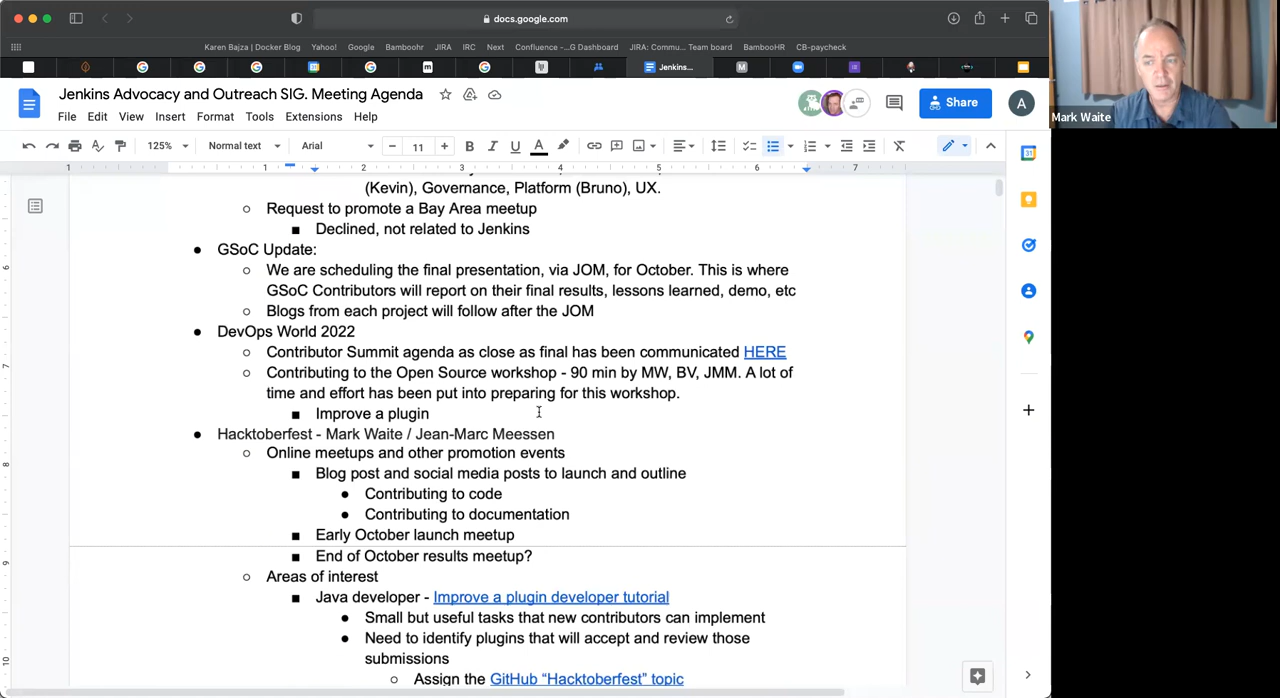 docs.google.com
Karen Bajza | Docker Blog Yahoo! Google Bamboohr JIRA IRC Next Confluence -...G Dashboard JIRA: Commu... Team board BambooHR CB-paycheck
Jenkins...
Jenkins Advocacy and Outreach SIG. Meeting Agenda
Share
A
Mark Waite
File Edit View Insert Format Tools Extensions Help
125% Normal text Arial 11
1 1 2 3 4 5 6 7
(Kevin), Governance, Platform (Bruno), UX.
Request to promote a Bay Area meetup
Declined, not related to Jenkins
GSoC Update:
We are scheduling the final presentation, via JOM, for October. This is where
GSoC Contributors will report on their final results, lessons learned, demo, etc
Blogs from each project will follow after the JOM
DevOps World 2022
Contributor Summit agenda as close as final has been communicated HERE
Contributing to the Open Source workshop - 90 min by MW, BV, JMM. A lot of
time and effort has been put into preparing for this workshop.
Improve a plugin
Hacktoberfest - Mark Waite / Jean-Marc Meessen
Online meetups and other promotion events
Blog post and social media posts to launch and outline
Contributing to code
Contributing to documentation
Early October launch meetup
End of October results meetup?
Areas of interest
Java developer - Improve a plugin developer tutorial
Small but useful tasks that new contributors can implement
Need to identify plugins that will accept and review those
submissions
Assign the GitHub “Hacktoberfest” topic